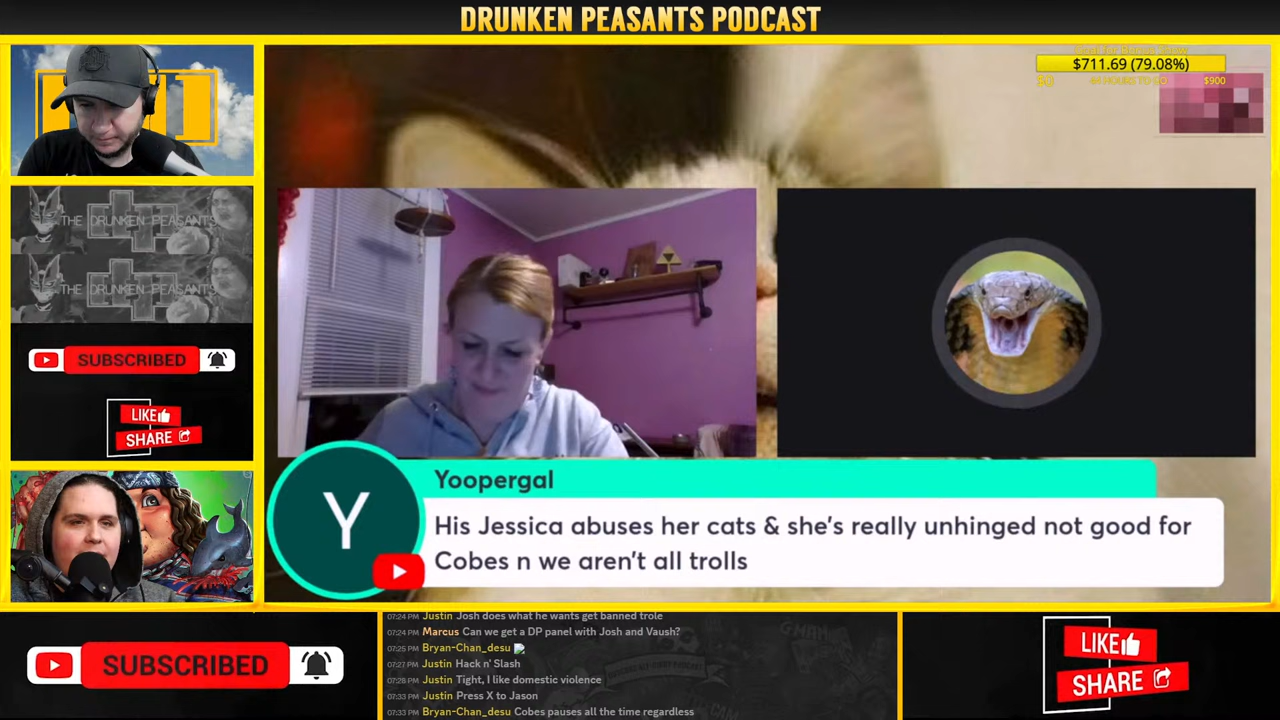 DRUNKEN PEASANTS PODCAST
$711.69 (79.08%)
$0
44 HOURS TO GO
$900
THE DRUNKEN PEASANTS
THE DRUNKEN PEASANTS
SUBSCRIBED
LIKE
SHARE
Y
Yoopergal
His Jessica abuses her cats & she's really unhinged not good for
Cobes n we aren't all trolls
SUBSCRIBED
07:24 PM Justin Josh does what he wants get banned trole
07:24 PM Marcus Can we get a DP panel with Josh and Vaush?
07:25 PM Bryan-Chan_desu
07:27 PM Justin Hack n' Slash
07:28 PM Justin Tight, I like domestic violence
07:33 PM Justin Press X to Jason
07:33 PM Bryan-Chan_desu Cobes pauses all the time regardless
LIKE
SHARE